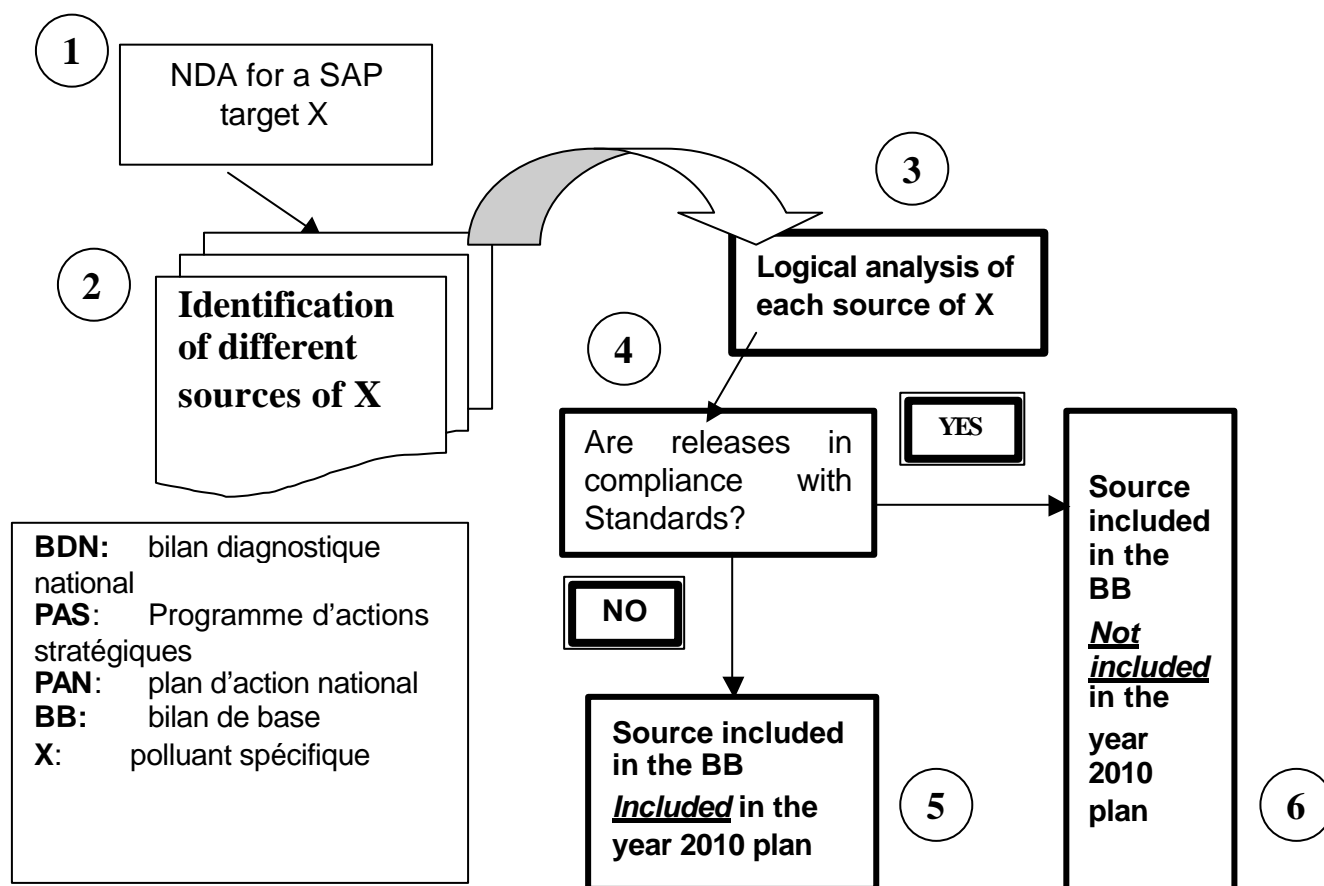 1
NDA for a SAP
target X
2
Identification
of different
sources of X
3
Logical analysis of
each source of X
4
Are releases in
compliance with
Standards?
YES
NO
Source included
in the BB
Included in the
year 2010 plan
5
Source
included
in the
BB
Not
included
in the
year
2010
plan
6
BDN: bilan diagnostique
national
PAS: Programme d'actions
stratégiques
PAN: plan d'action national
BB: bilan de base
X: polluant spécifique